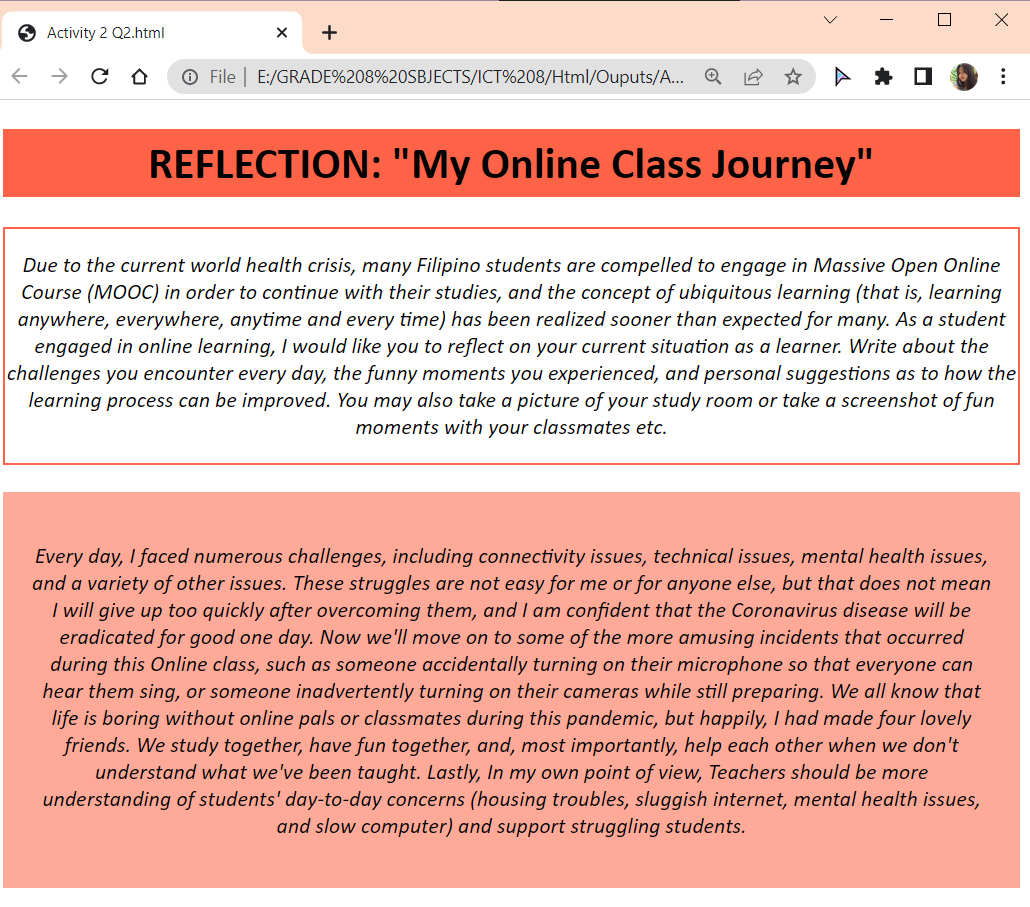 Activity 2 Q2.html
File | E:/GRADE%208%20SBJECTS/ICT%208/Html/Ouputs/A...
REFLECTION: "My Online Class Journey"
Due to the current world health crisis, many Filipino students are compelled to engage in Massive Open Online
Course (MOOC) in order to continue with their studies, and the concept of ubiquitous learning (that is, learning
anywhere, everywhere, anytime and every time) has been realized sooner than expected for many. As a student
engaged in online learning, I would like you to reflect on your current situation as a learner. Write about the
challenges you encounter every day, the funny moments you experienced, and personal suggestions as to how the
learning process can be improved. You may also take a picture of your study room or take a screenshot of fun
moments with your classmates etc.
Every day, I faced numerous challenges, including connectivity issues, technical issues, mental health issues,
and a variety of other issues. These struggles are not easy for me or for anyone else, but that does not mean
I will give up too quickly after overcoming them, and I am confident that the Coronavirus disease will be
eradicated for good one day. Now we'll move on to some of the more amusing incidents that occurred
during this Online class, such as someone accidentally turning on their microphone so that everyone can
hear them sing, or someone inadvertently turning on their cameras while still preparing. We all know that
life is boring without online pals or classmates during this pandemic, but happily, I had made four lovely
friends. We study together, have fun together, and, most importantly, help each other when we don't
understand what we've been taught. Lastly, In my own point of view, Teachers should be more
understanding of students' day-to-day concerns (housing troubles, sluggish internet, mental health issues,
and slow computer) and support struggling students.